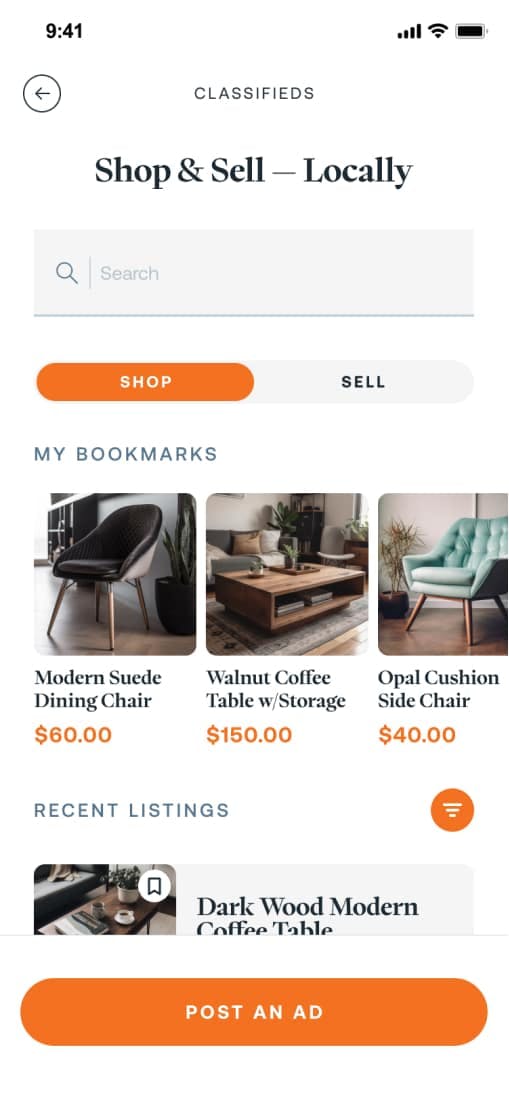 9:41
CLASSIFIEDS
Shop & Sell — Locally
Search
SHOP
SELL
MY BOOKMARKS
Modern Suede
Dining Chair
$60.00
Walnut Coffee
Table w/Storage
$150.00
Opal Cushion
Side Chair
$40.00
RECENT LISTINGS
Dark Wood Modern
Coffee Table
POST AN AD